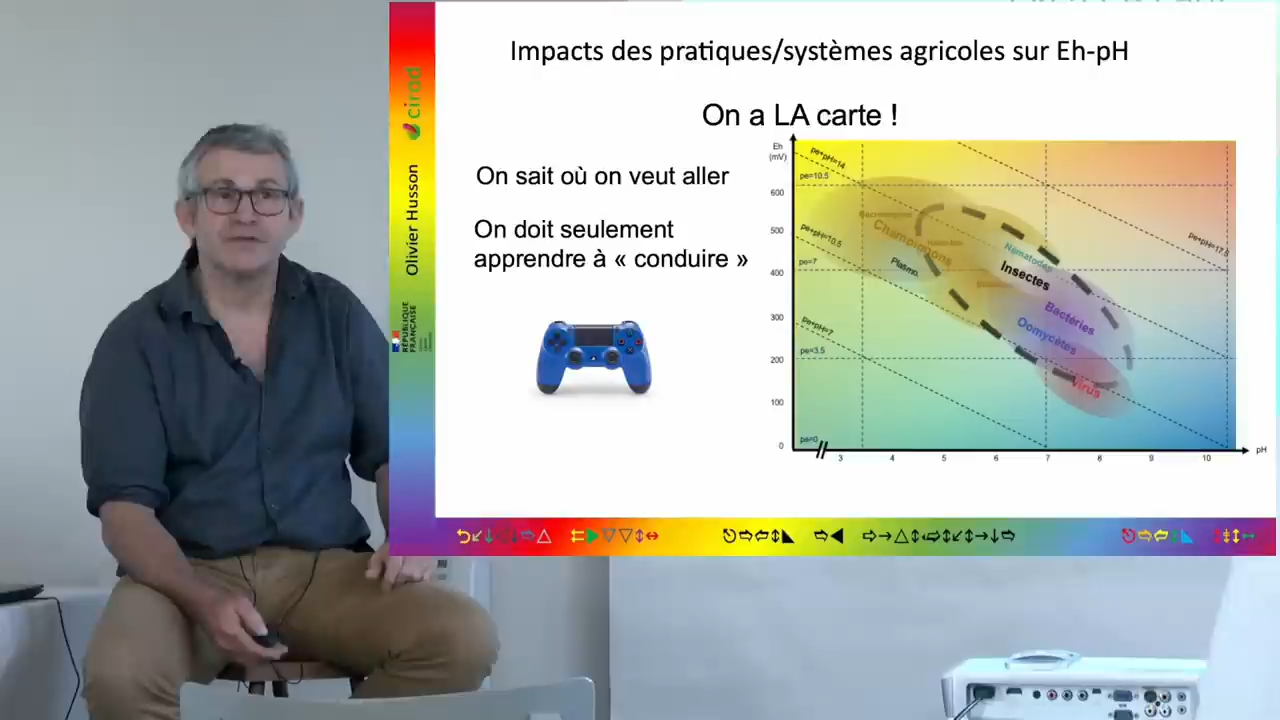 Impacts des pratiques/systèmes agricoles sur Eh-pH
On a LA carte !
On sait où on veut aller
On doit seulement
apprendre à « conduire »
cirad
Olivier Husson
RÉPUBLIQUE
FRANÇAISE
Eh
(mV)
600
500
400
300
200
100
0
3
4
5
6
7
8
9
10
pH
pe+pH=14
pe=10.5
pe+pH=10.5
pe=7
pe+pH=7
pe=3.5
pe=0
pe+pH=17.5
Champignons
Plasmo.
Nématodes
Insectes
Bactéries
Oomycètes
Virus